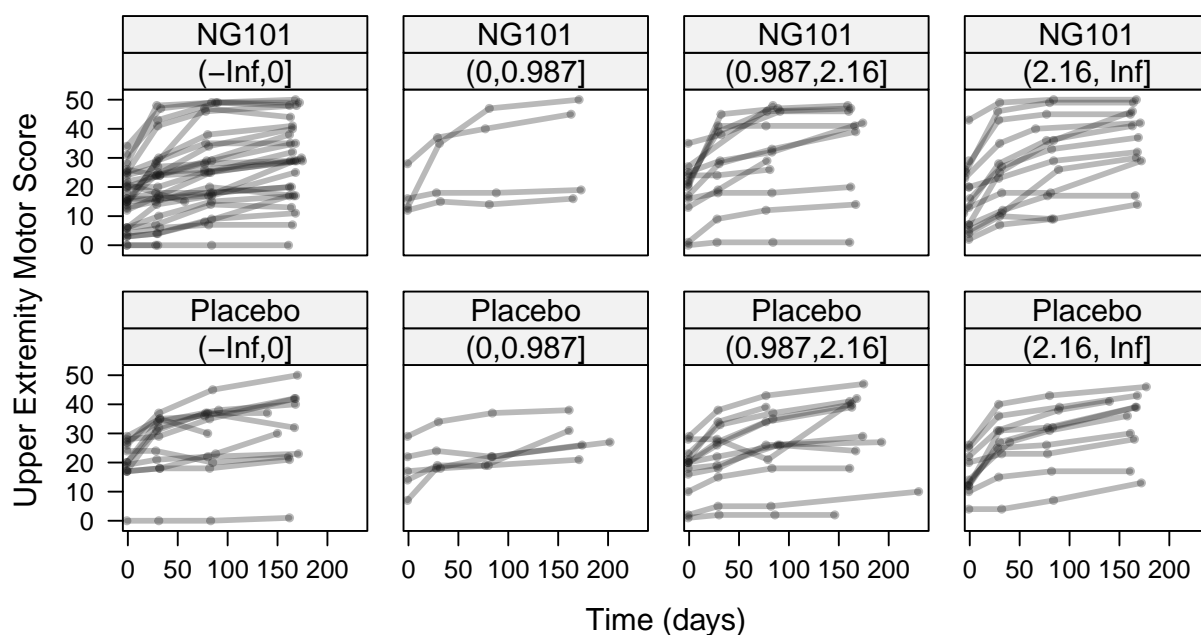 NG101 NG101 NG101 NG101
(−Inf,0] (0,0.987] (0.987,2.16] (2.16, Inf]
50
40
30
20
10
0
Placebo Placebo Placebo Placebo
(−Inf,0] (0,0.987] (0.987,2.16] (2.16, Inf]
50
40
30
20
10
0
0 50 100 150 200 0 50 100 150 200 0 50 100 150 200 0 50 100 150 200
Upper Extremity Motor Score
Time (days)